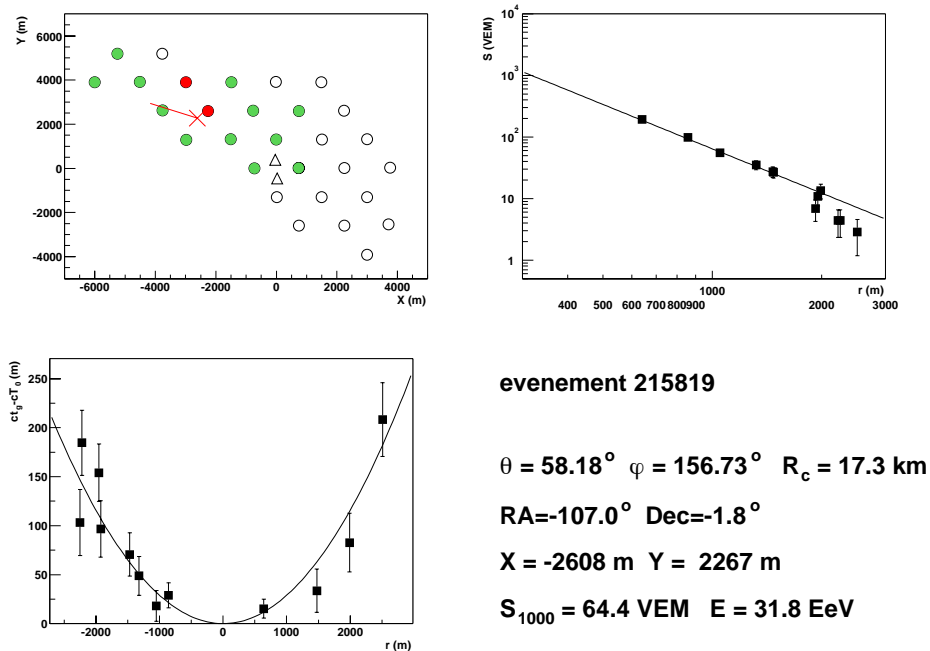 Y (m)
6000
4000
2000
0
-2000
-4000
-6000 -4000 -2000 0 2000 4000
X (m)
S (VEM)
10^4
10^3
10^2
10
1
1000 2000 3000
r (m)
400 500 600 700 800 900
ct_g-cT_0 (m)
250
200
150
100
50
0
-2000 -1000 0 1000 2000
r (m)
evenement 215819
θ = 58.18° φ = 156.73° R_c = 17.3 km
RA=-107.0° Dec=-1.8°
X = -2608 m Y = 2267 m
S_1000 = 64.4 VEM E = 31.8 EeV